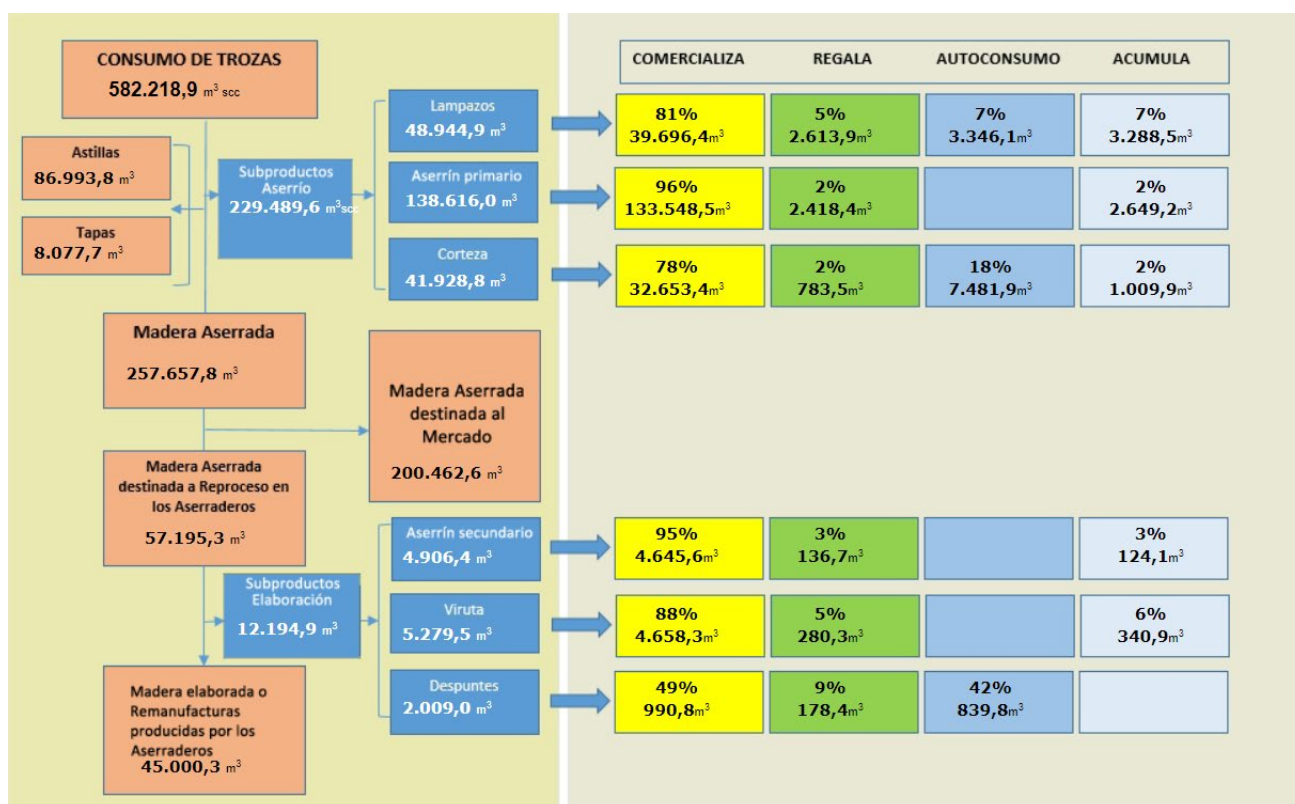 CONSUMO DE TROZAS
582.218,9 m³ scc
Astillas
86.993,8 m³
Tapas
8.077,7 m³
Subproductos
Aserrío
229.489,6 m³scc
Lampazos
48.944,9 m³
Aserrín primario
138.616,0 m³
Corteza
41.928,8 m³
COMERCIALIZA REGALA AUTOCONSUMO ACUMULA
81% 5% 7% 7%
39.696,4m³ 2.613,9m³ 3.346,1m³ 3.288,5m³
96% 2% 2%
133.548,5m³ 2.418,4m³ 2.649,2m³
78% 2% 18% 2%
32.653,4m³ 783,5m³ 7.481,9m³ 1.009,9m³
Madera Aserrada
257.657,8 m³
Madera Aserrada
destinada al
Mercado
200.462,6 m³
Madera Aserrada
destinada a Reproceso en
los Aserraderos
57.195,3 m³
Subproductos
Elaboración
12.194,9 m³
Aserrín secundario
4.906,4 m³
Viruta
5.279,5 m³
Despuntes
2.009,0 m³
95% 3% 3%
4.645,6m³ 136,7m³ 124,1m³
88% 5% 6%
4.658,3m³ 280,3m³ 340,9m³
49% 9% 42%
990,8m³ 178,4m³ 839,8m³
Madera elaborada o
Remanufacturas
producidas por los
Aserraderos
45.000,3 m³